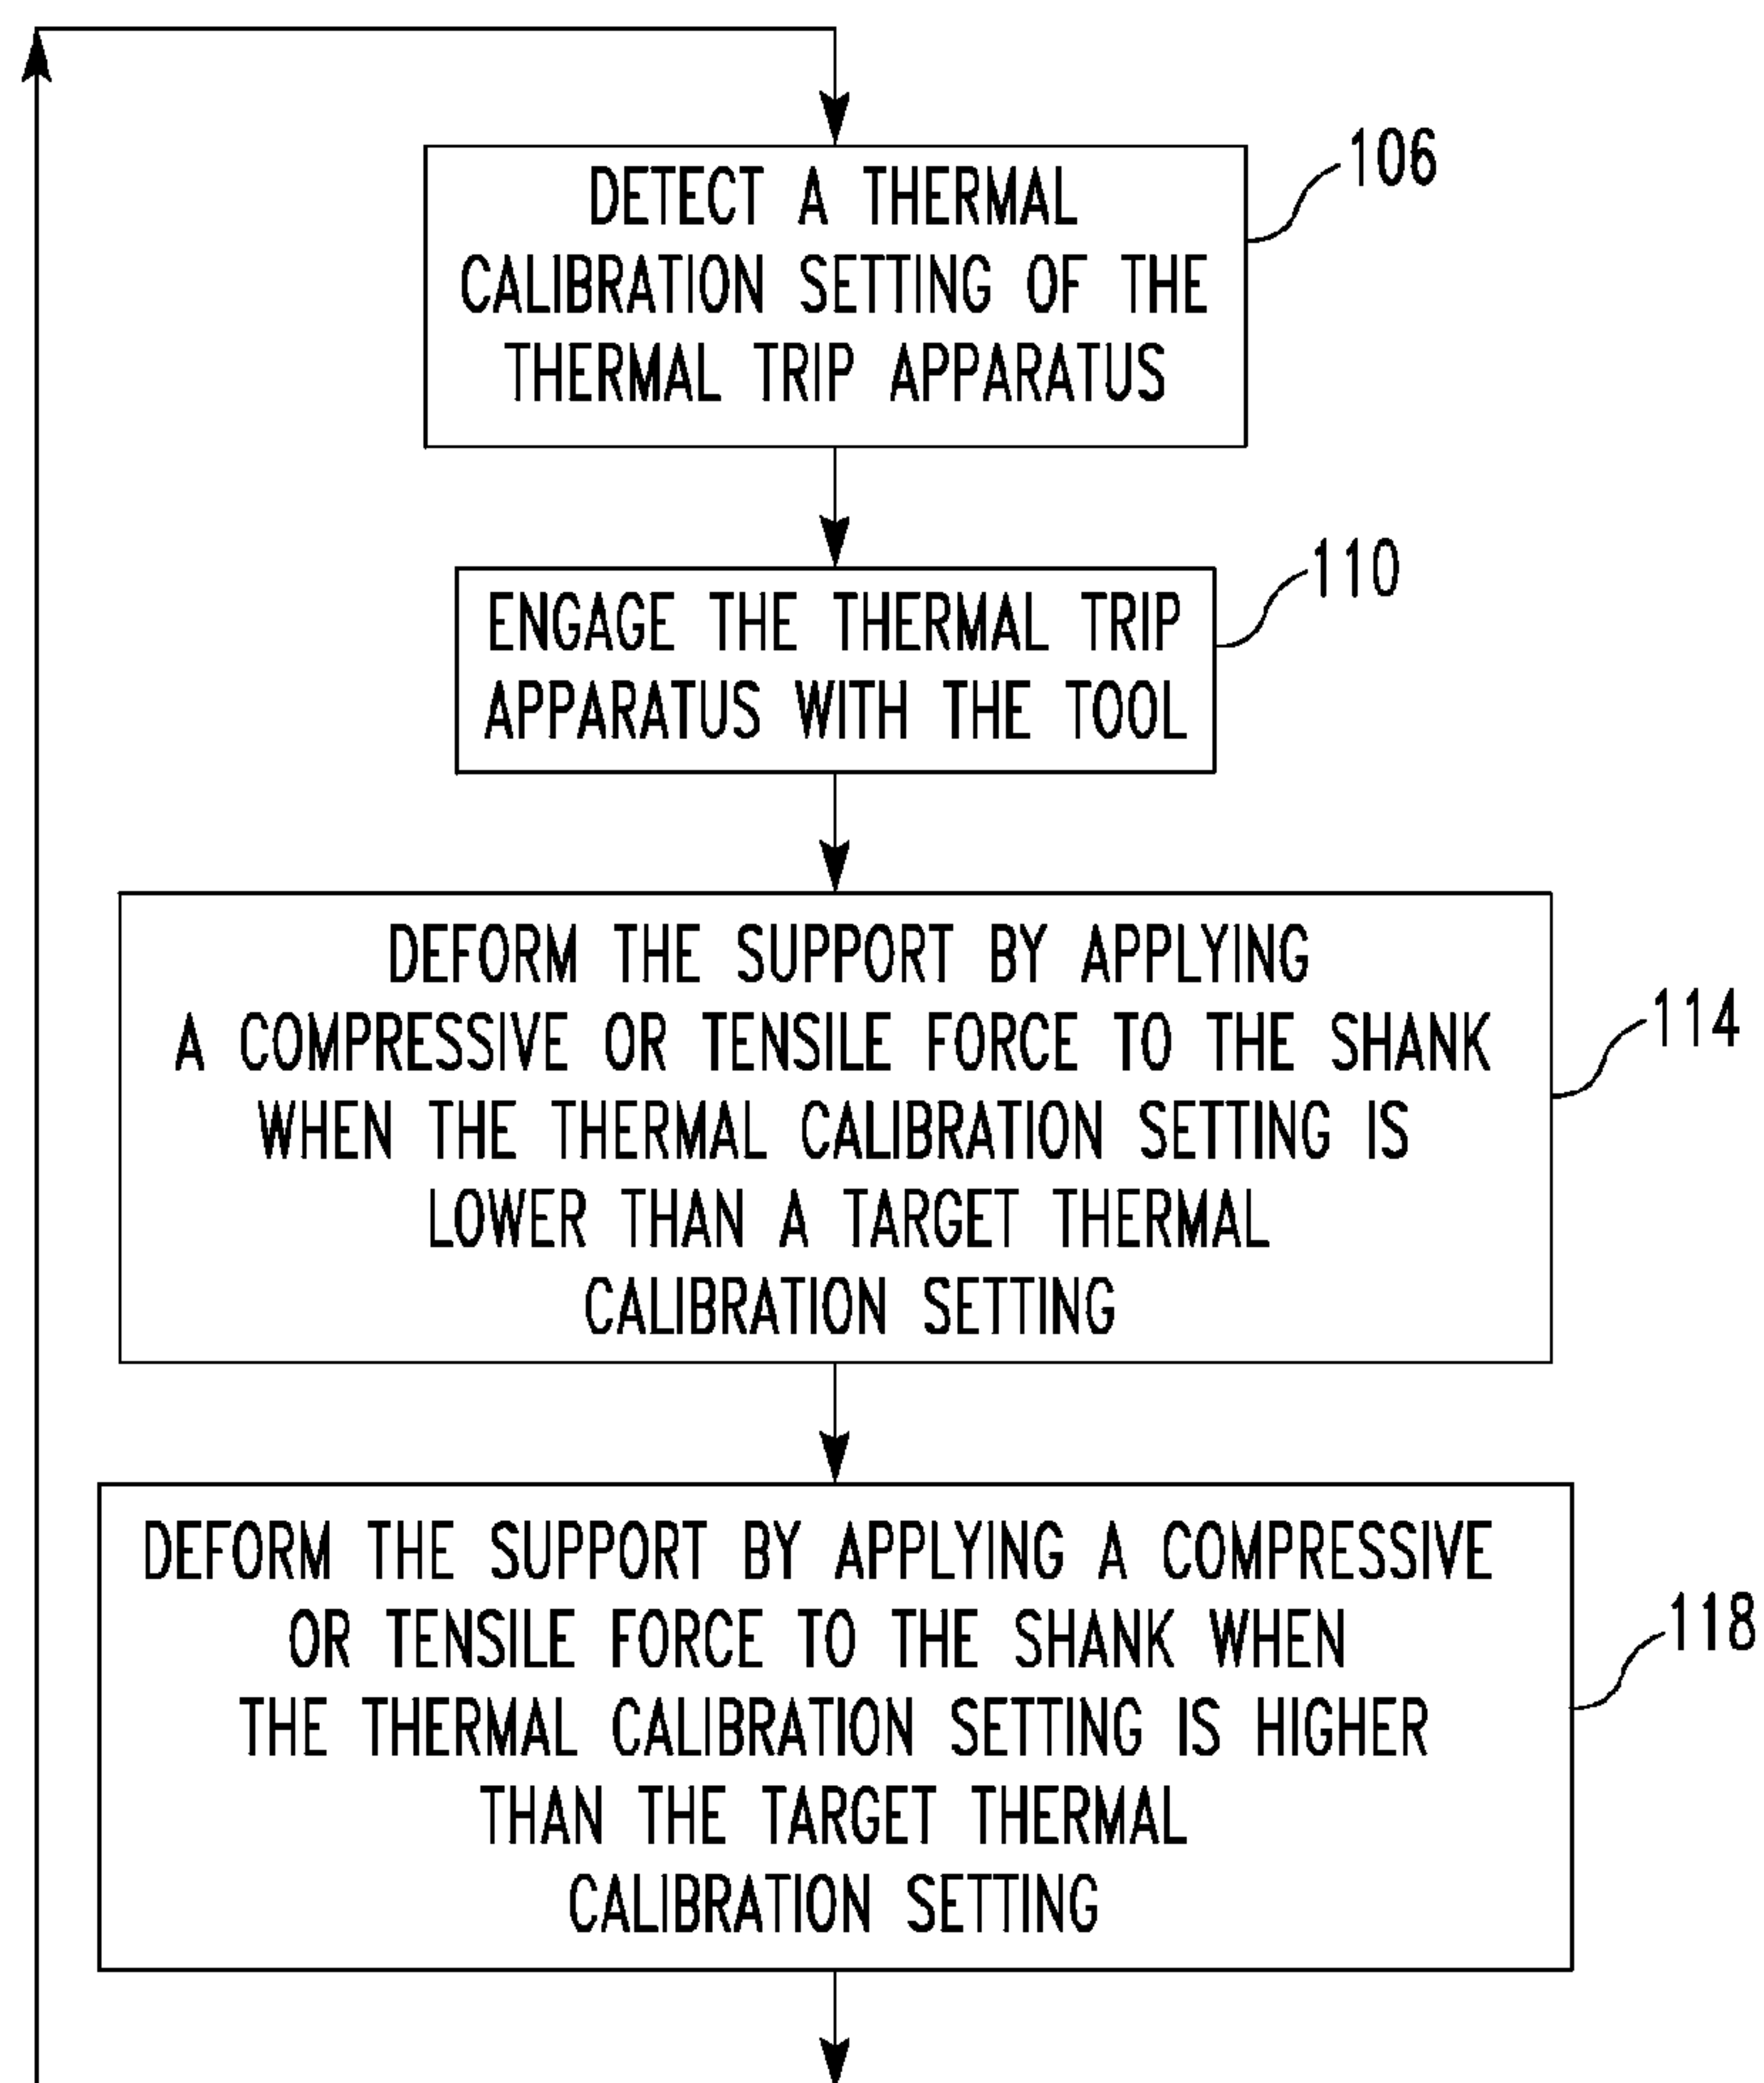 106
DETECT A THERMAL
CALIBRATION SETTING OF THE
THERMAL TRIP APPARATUS
110
ENGAGE THE THERMAL TRIP
APPARATUS WITH THE TOOL
DEFORM THE SUPPORT BY APPLYING
A COMPRESSIVE OR TENSILE FORCE TO THE SHANK
WHEN THE THERMAL CALIBRATION SETTING IS
LOWER THAN A TARGET THERMAL
CALIBRATION SETTING
114
DEFORM THE SUPPORT BY APPLYING A COMPRESSIVE
OR TENSILE FORCE TO THE SHANK WHEN
THE THERMAL CALIBRATION SETTING IS HIGHER
THAN THE TARGET THERMAL
CALIBRATION SETTING
118